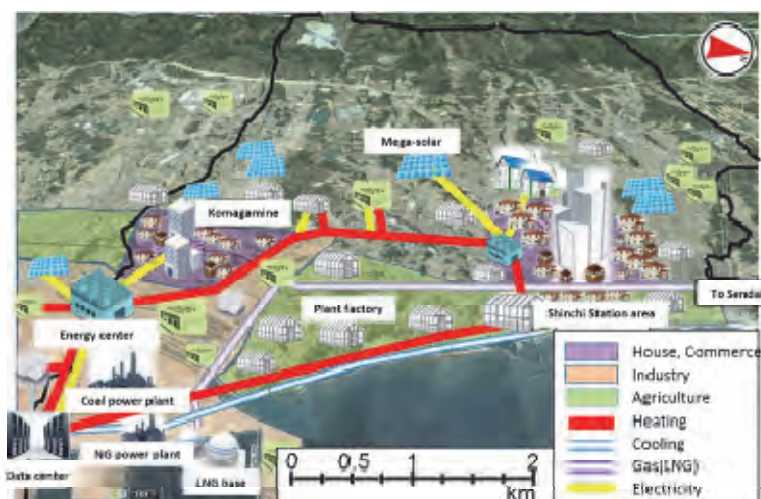 Mega-solar
Komagamine
To Sendai
Plant factory
Shinchi Station area
Energy center
Coal power plant
NG power plant
Data center
LNG base
House, Commerce
Industry
Agriculture
Heating
Cooling
Gas(LNG)
Electricity
0 0.5 1 2
km